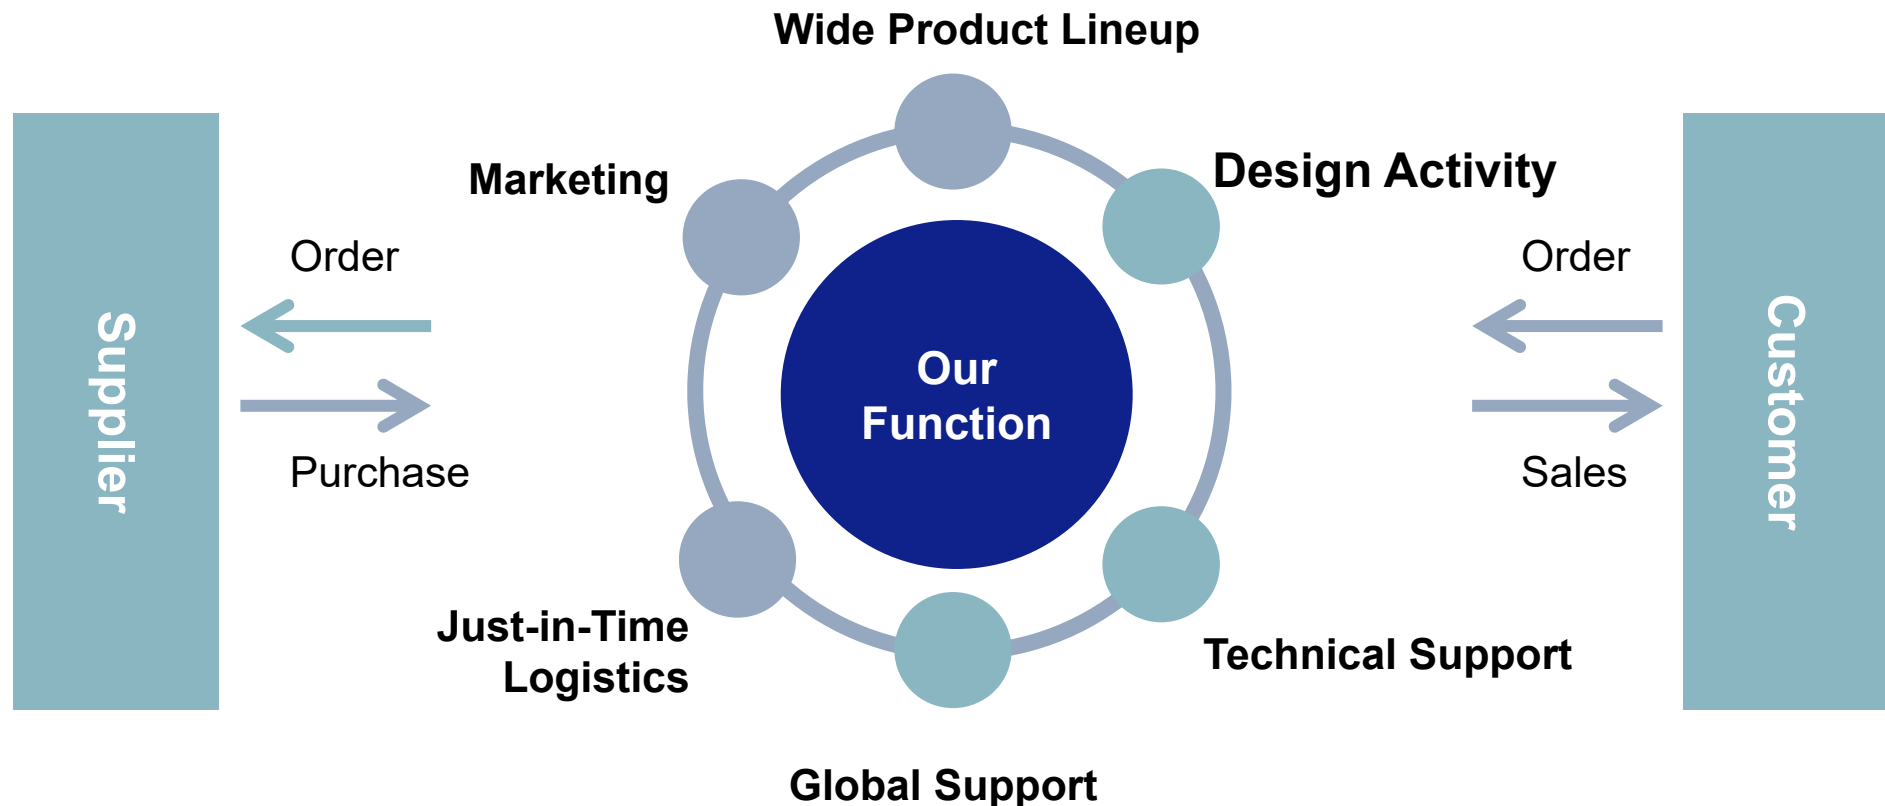 Wide Product Lineup
Marketing
Design Activity
Order
Order
Supplier
Our
Function
Customer
Purchase
Sales
Just-in-Time
Logistics
Technical Support
Global Support